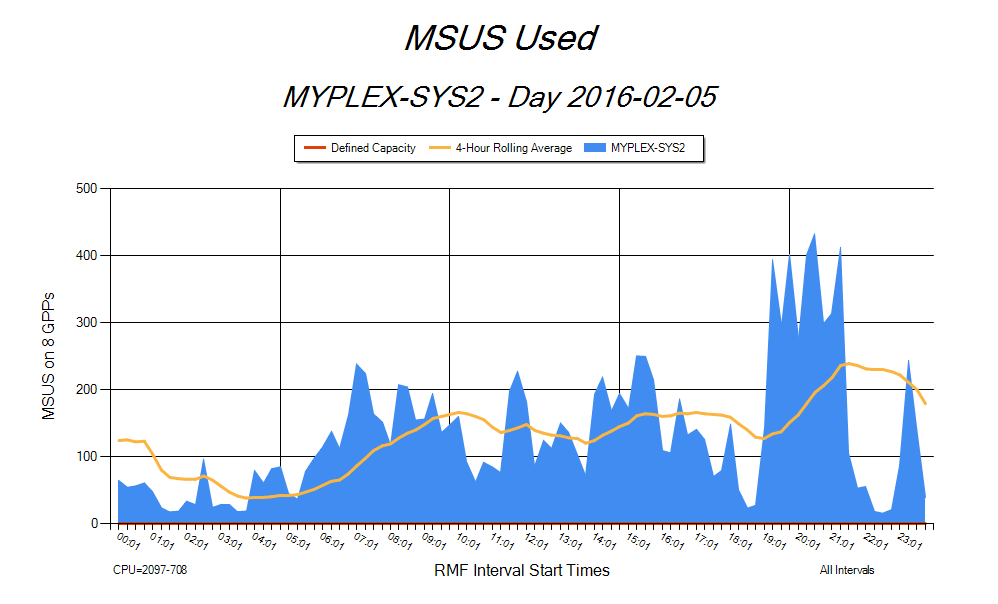 MSUS Used
MYPLEX-SYS2 - Day 2016-02-05
Defined Capacity 4-Hour Rolling Average MYPLEX-SYS2
500
400
300
200
100
0
MSUS on 8 GPPs
00:01 01:01 02:01 03:01 04:01 05:01 06:01 07:01 08:01 09:01 10:01 11:01 12:01 13:01 14:01 15:01 16:01 17:01 18:01 19:01 20:01 21:01 22:01 23:01
CPU=2097-708 RMF Interval Start Times All Intervals